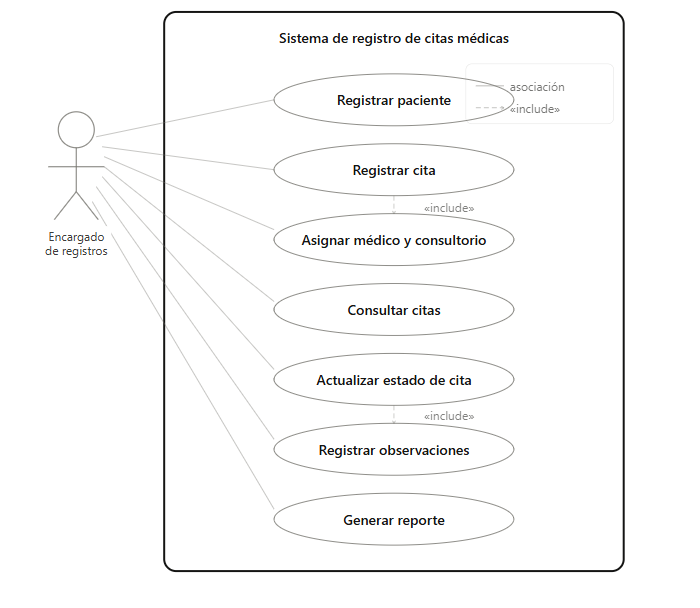 Sistema de registro de citas médicas
Registrar paciente
asociación
«include»
Registrar cita
«include»
Asignar médico y consultorio
Encargado
de registros
Consultar citas
Actualizar estado de cita
«include»
Registrar observaciones
Generar reporte